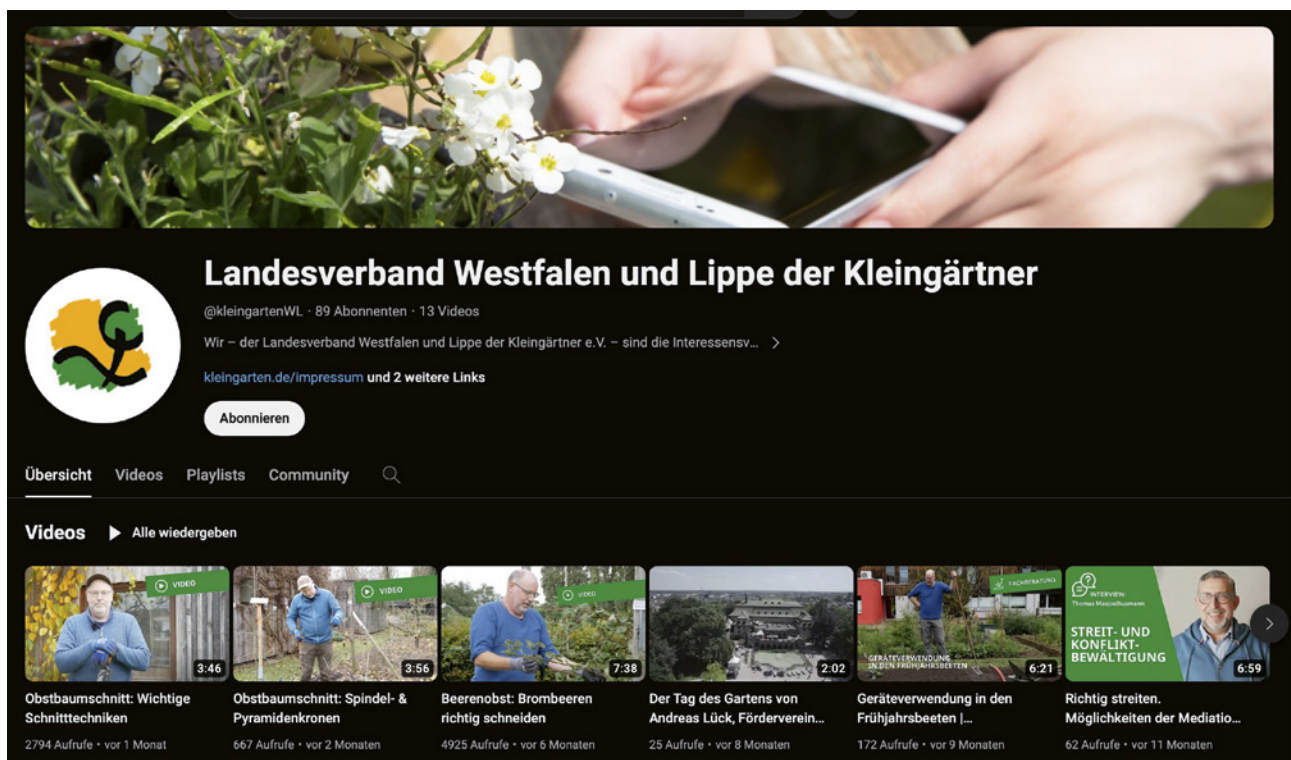 Landesverband Westfalen und Lippe der Kleingärtner
@kleingartenWL · 89 Abonnenten · 13 Videos
Wir – der Landesverband Westfalen und Lippe der Kleingärtner e.V. – sind die Interessensv...
kleingarten.de/impressum und 2 weitere Links
Abonnieren
Übersicht Videos Playlists Community
Videos Alle wiedergeben
VIDEO
3:46
Obstbaumschnitt: Wichtige
Schnitttechniken
2794 Aufrufe • vor 1 Monat
VIDEO
3:56
Obstbaumschnitt: Spindel- &
Pyramidenkronen
667 Aufrufe • vor 2 Monaten
VIDEO
7:38
Beerenobst: Brombeeren
richtig schneiden
4925 Aufrufe • vor 6 Monaten
2:02
Der Tag des Gartens von
Andreas Lück, Förderverein...
25 Aufrufe • vor 8 Monaten
FACHBERATUNG
GERÄTEVERWENDUNG
IN DEN FRÜHJAHRSBEETEN
6:21
Geräteverwendung in den
Frühjahrsbeeten |...
172 Aufrufe • vor 9 Monaten
INTERVIEW:
Thomas
STREIT- UND
KONFLIKT-
BEWÄLTIGUNG
6:59
Richtig streiten.
Möglichkeiten der Mediatio...
62 Aufrufe • vor 11 Monaten